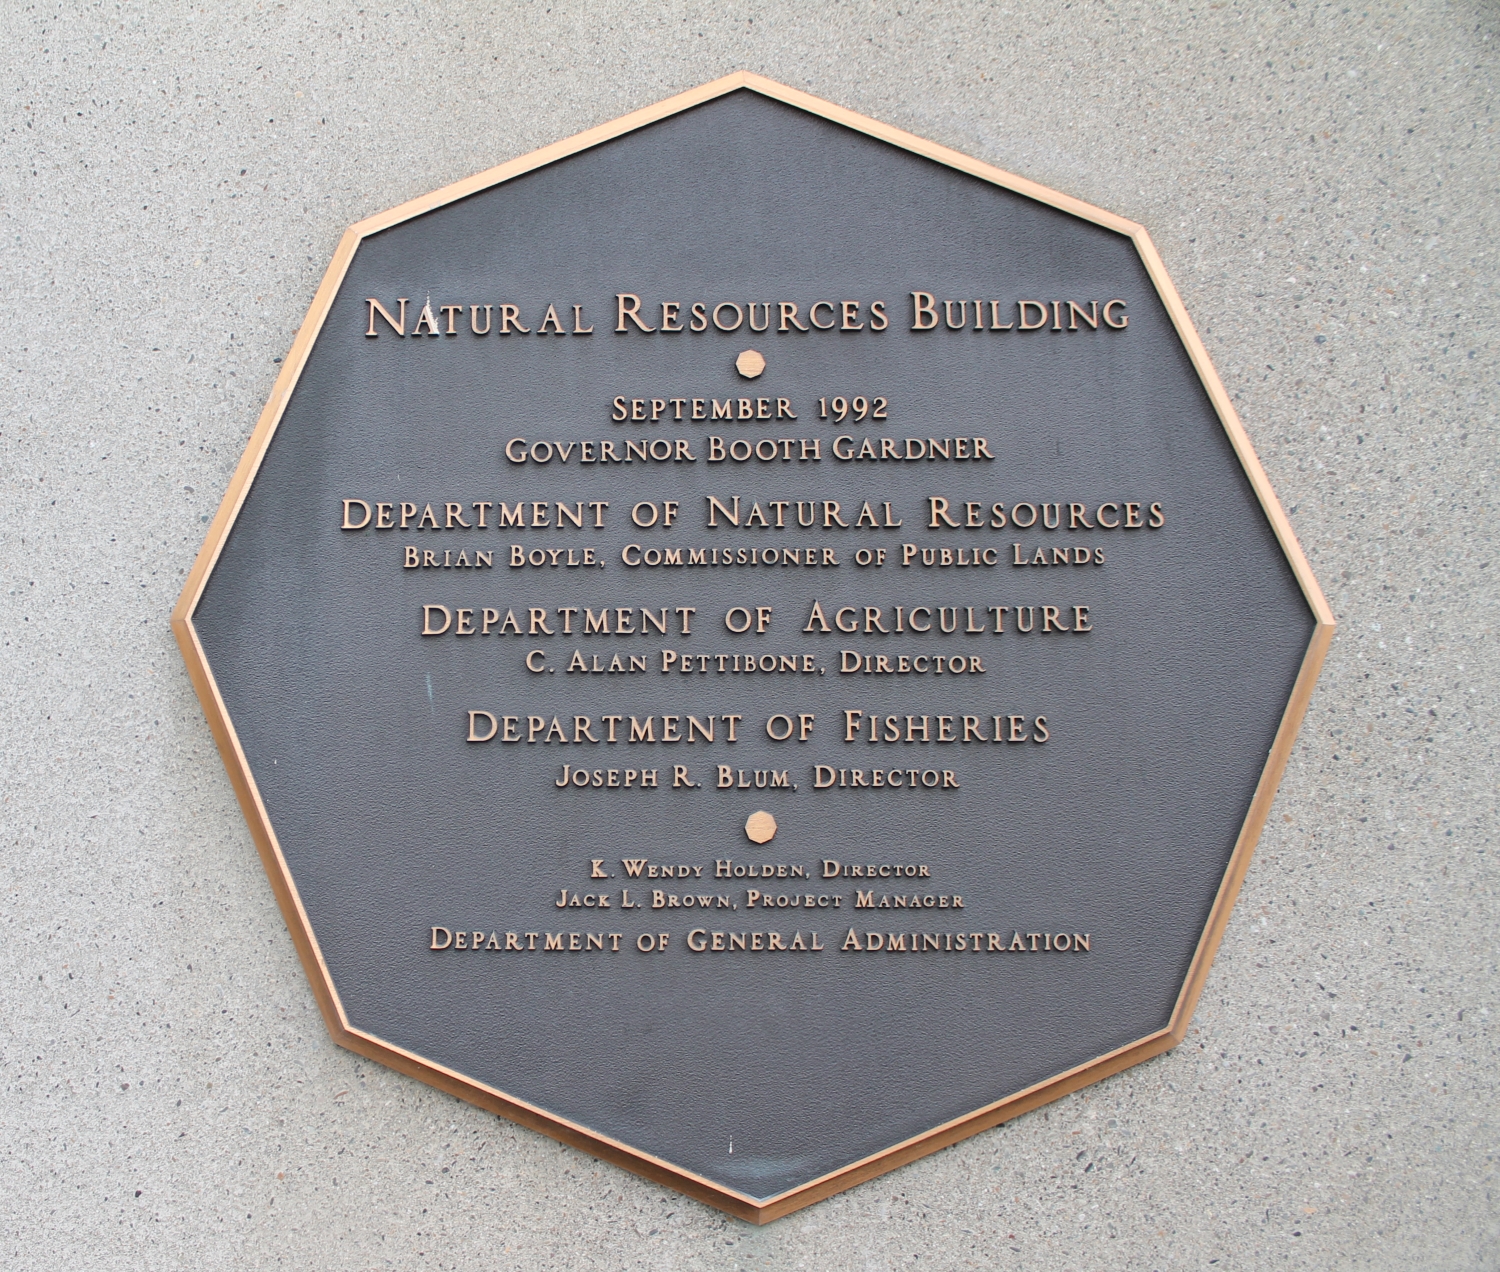 Natural Resources Building
September 1992
Governor Booth Gardner
Department of Natural Resources
Brian Boyle, Commissioner of Public Lands
Department of Agriculture
C. Alan Pettibone, Director
Department of Fisheries
Joseph R. Blum, Director
K. Wendy Holden, Director
Jack L. Brown, Project Manager
Department of General Administration